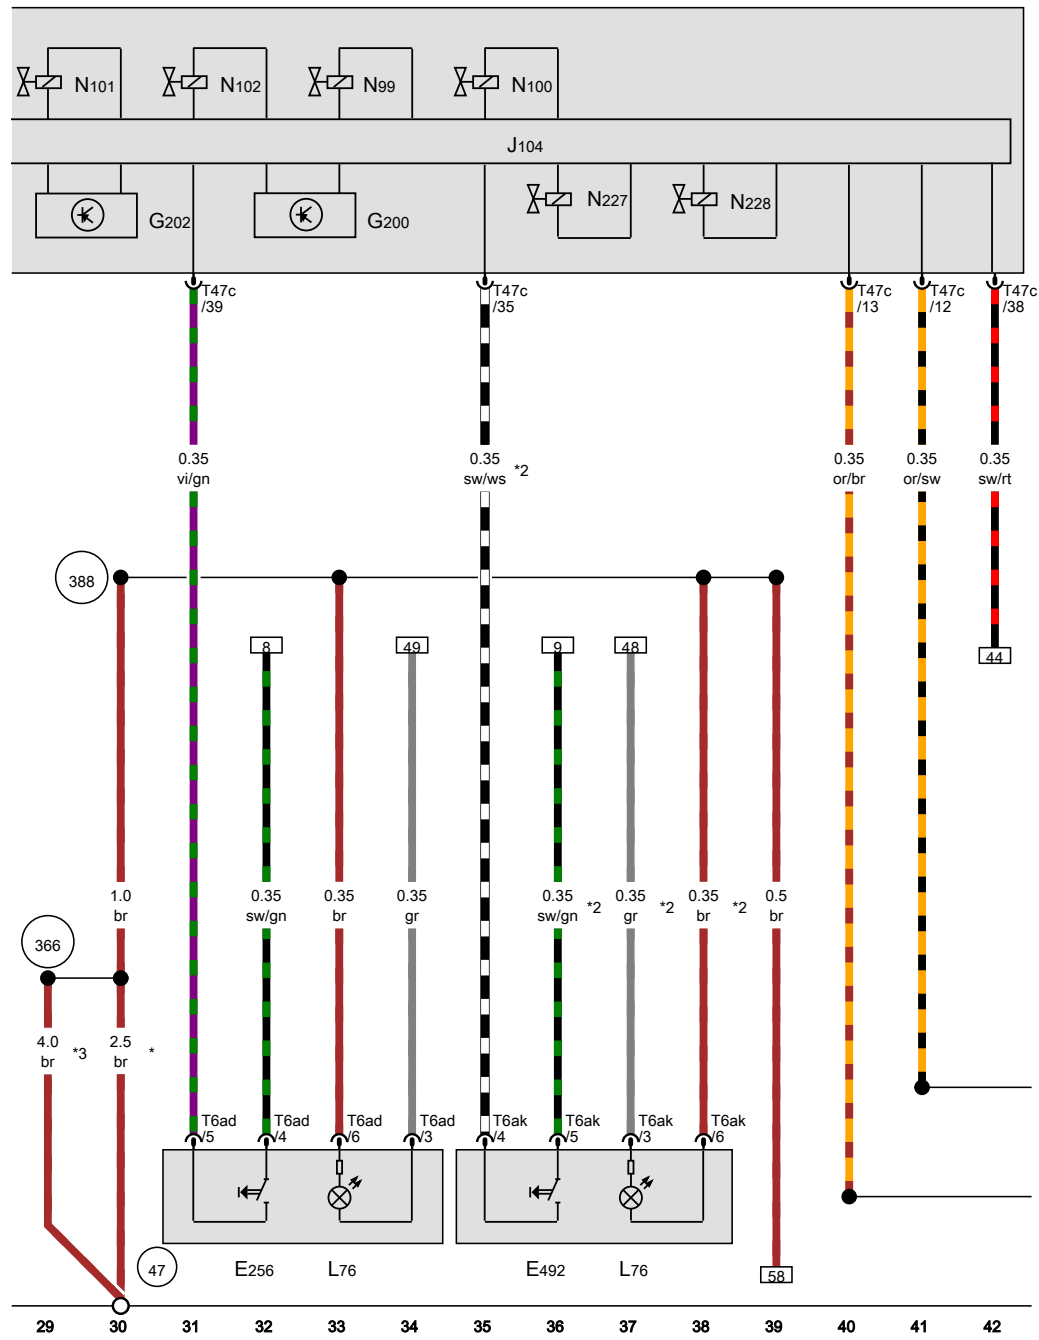 N101 N102 N99 N100
J104
G202 G200 N227 N228
T47c T47c T47c T47c T47c
/39 /35 /13 /12 /38
0.35 0.35 *2 0.35 0.35 0.35
vi/gn sw/ws or/br or/sw sw/rt
388
8 49 9 48 44
1.0 0.35 0.35 0.35 0.35 *2 0.35 *2 0.35 *2 0.5
br sw/gn br gr sw/gn gr br br
366
4.0 *3 2.5 *
br br
T6ad T6ad T6ad T6ad T6ak T6ak T6ak T6ak
/5 /4 /6 /3 /4 /5 /3 /6
47 E256 L76 E492 L76 58
29 30 31 32 33 34 35 36 37 38 39 40 41 42